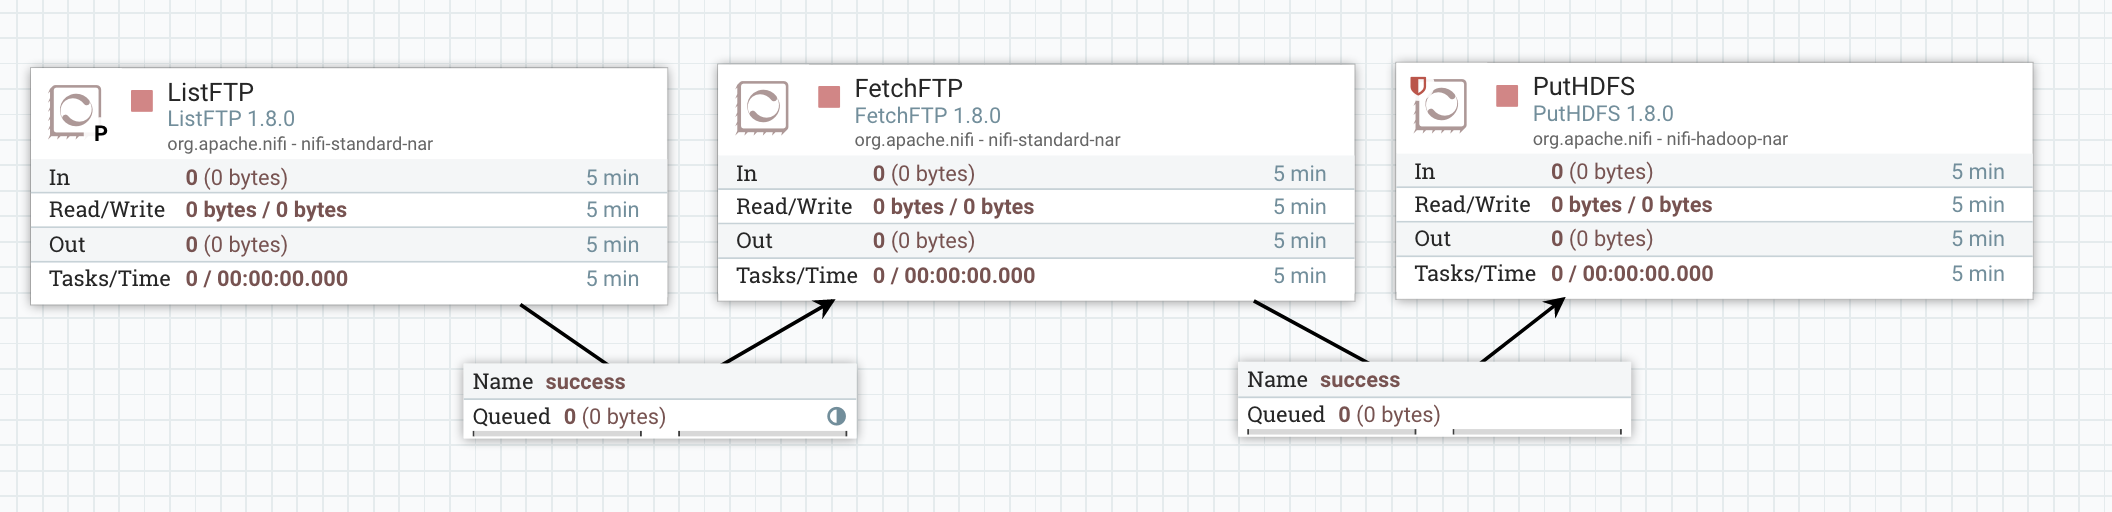 P
ListFTP
ListFTP 1.8.0
org.apache.nifi - nifi-standard-nar
In 0 (0 bytes) 5 min
Read/Write 0 bytes / 0 bytes 5 min
Out 0 (0 bytes) 5 min
Tasks/Time 0 / 00:00:00.000 5 min
FetchFTP
FetchFTP 1.8.0
org.apache.nifi - nifi-standard-nar
In 0 (0 bytes) 5 min
Read/Write 0 bytes / 0 bytes 5 min
Out 0 (0 bytes) 5 min
Tasks/Time 0 / 00:00:00.000 5 min
PutHDFS
PutHDFS 1.8.0
org.apache.nifi - nifi-hadoop-nar
In 0 (0 bytes) 5 min
Read/Write 0 bytes / 0 bytes 5 min
Out 0 (0 bytes) 5 min
Tasks/Time 0 / 00:00:00.000 5 min
Name success
Queued 0 (0 bytes)
Name success
Queued 0 (0 bytes)